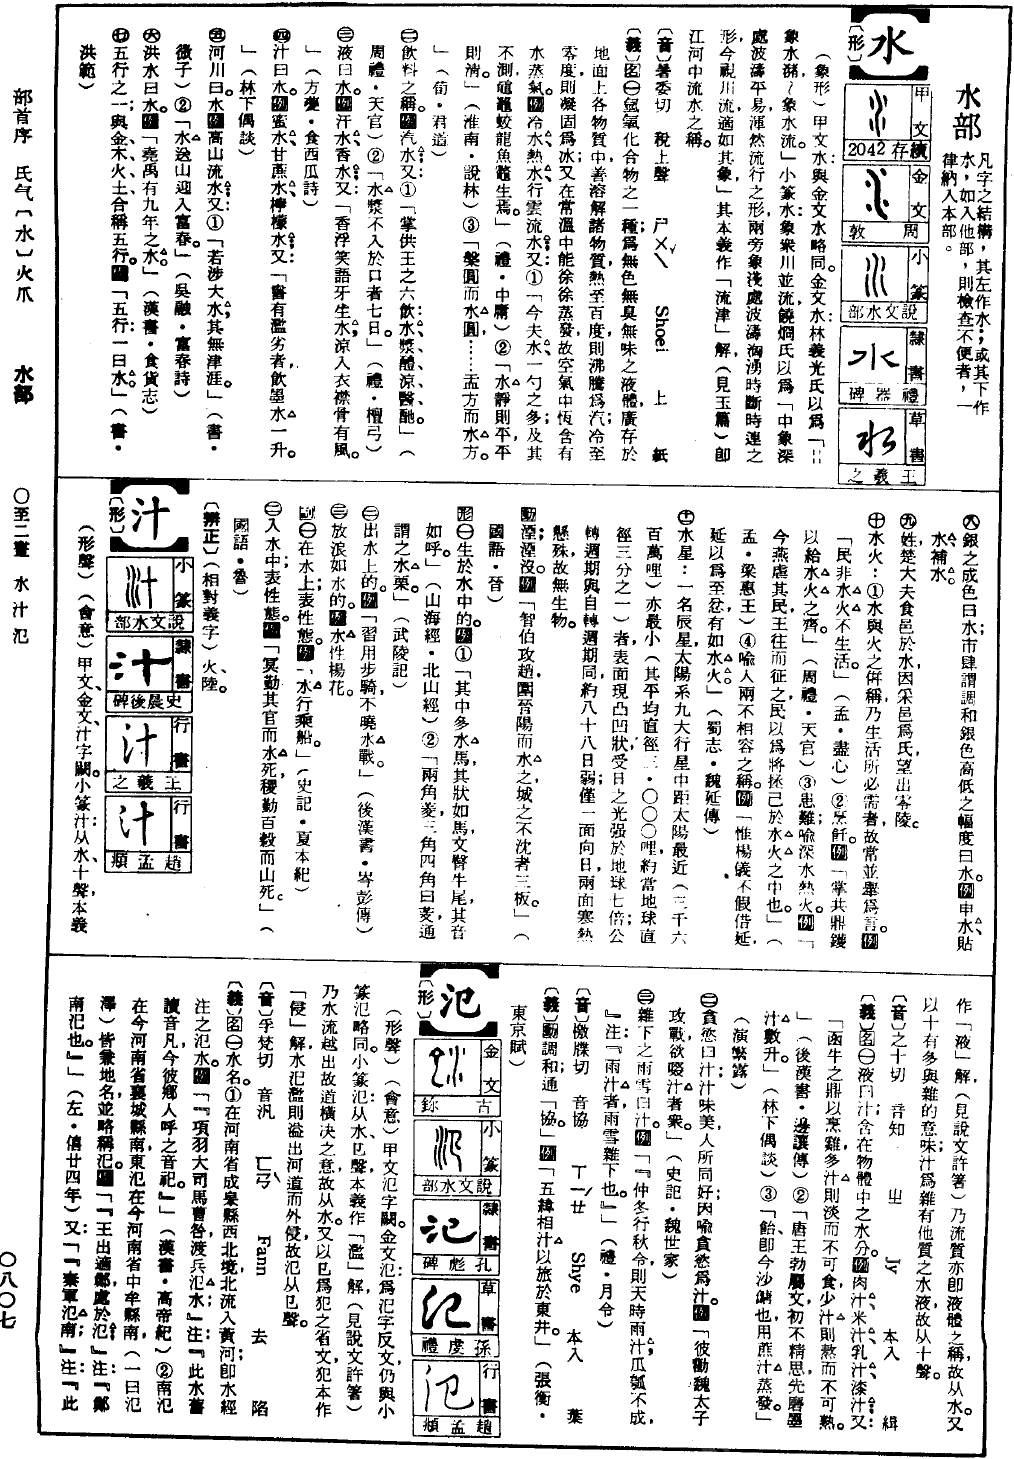 水部
凡字之結構，其左作水；或其下作
水，如入他部，則檢查不便者，一
律納入本部。
水
〔形〕
甲文 續存2042
金文 周敦
小篆 說文水部
隸書 禮器碑
草書 王羲之
（象形）甲文水：與金文水略同。金文水：林義光氏以爲「
象水豬，象水流。」小篆水：象衆川並流；饒炯氏以爲「中象深
處波濤平易渾然流行之形，兩旁象淺處波濤洶湧時斷時連之
形，今視川流適如其象。」其本義作「流津」解（見玉篇）卽
江河中流水之稱。
〔音〕暑委切 稅上聲 ㄕㄨㄟˇ Shoei 上 紙
〔義〕名㊀氫氧化合物之一種，爲無色無臭無味之液體，廣存於
地面上各物質中，善溶解諸物質，熱至百度則沸騰爲汽，冷至
零度則凝固爲冰；又在常溫中能徐徐蒸發，故空氣中恆含有
水蒸氣。例冷水、熱水、行雲流水；又：①「今夫水，一勺之多，及其
不測，黿鼉蛟龍魚鼈生焉。」（禮・中庸）②「水靜則平，平
則淸。」（淮南・說林）③「槃圓而水圓……盂方而水方。
」（荀・君道）
㊁飲料之稱。例汽水；又：①「掌供王之六飲：水、漿、醴、涼、醫、酏。」（
周禮・天官）②「水漿不入於口者七日。」（禮・檀弓）
㊂液曰水。例汗水、香水；又：「香浮笑語牙生水，涼入衣襟骨有風。
」（方夔・食西瓜詩）
㊃汁曰水。例蜜水、甘蔗水、檸檬水；又：「書有濫劣者，飲墨水一升。
」（林下偶談）
㊄河川曰水。例高山流水；又：①「若涉大水，其無津涯。」（書・
微子）②「水送山迎入富春。」（吳融・富春詩）
㊅洪水曰水。例「堯禹有九年之水。」（漢書・食貨志）
㊆五行之一；與金木火土合稱五行。例「五行：一曰水。」（書・
洪範）
㊇銀之成色曰水；市肆謂調和銀色高低之幅度曰水。例申水、貼
水、補水。
㊈姓。楚大夫食邑於水，因采邑爲氏，望出零陵。
㊉水火：①水與火之併稱；乃生活所必需者，故常並舉爲言。例
「民非水火不生活。」（孟・盡心）②烹飪。例「掌共鼎鑊
以給水火之齊。」（周禮・天官）③患難；喻深水熱火。例「
今燕虐其民，王往而征之，民以爲將拯己於水火之中也。」（
孟・梁惠王）④喻人兩不相容之稱。例「惟楊儀不假借延，
延以爲至忿，有如水火。」（蜀志・魏延傳）
水星：一名辰星，太陽系九大行星中距太陽最近（三千六
百萬哩）亦最小（其平均直徑三・〇〇〇哩，約當地球直
徑三分之一）者；表面現凸凹狀；受日之光強於地球七倍；公
轉週期與自轉週期同，約八十八日弱，僅一面向日，兩面寒熱
懸殊，故無生物。
動湮；湮沒。例「智伯攻趙，圍晉陽而水之，城之不沈者三板。」（
國語・晉）
形㊀生於水中的。例①「其中多水馬，其狀如馬，文臂牛尾，其音
如呼。」（山海經・北山經）②「兩角菱、三角四角曰芰，通
謂之水栗。」（武陵記）
㊁出水上的。例「習用步騎，不曉水戰。」（後漢書・岑彭傳）
㊂放浪如水的。例水性楊花。
副㊀在水上；表性態。例「水行乘船。」（史記・夏本紀）
㊁入水中；表性態。例「冥勤其官而水死，稷勤百穀而山死。」（
國語・魯）
〔辨正〕（相對義字）火、陸。
汁
〔形〕
小篆 說文水部
隸書 史晨後碑
行書 王羲之
行書 趙孟頫
（形聲）（會意）甲文、金文、汁字闕。小篆汁：从水、十聲，本義
作「液」解，（見說文許箸）乃流質，亦卽液體之稱，故从水；又
以十有多與雜的意味，汁爲雜有他質之水液，故从十聲。
〔音〕之十切 音知 ㄓ Jy 本入 緝
〔義〕名㊀液曰汁；含在物體中之水分。例肉汁、米汁、乳汁、漆汁；又：
「函牛之鼎以烹雞，多汁則淡而不可食，少汁則熬而不可熟。
」（後漢書・邊讓傳）②「唐王勃屬文，初不精思，先磨墨
汁數升。」（林下偶談）③「飴，卽今沙餹也，用蔗汁蒸發。」
（演繁露）
㊁貪慾曰汁；汁味美，人所同好，因喻貪慾爲汁。例「彼勸魏太子
攻戰，欲啜汁者衆。」（史記・魏世家）
㊂雜下之雨雪曰汁。例「『仲冬行秋令，則天時雨汁，瓜瓠不成，
』注：『雨汁者，雨雪雜下也。』」（禮・月令）
〔音〕檄牒切 音協 ㄒㄧㄝ Shye 本入 葉
〔義〕動調和；通「協。」例「五緯相汁，以旅於東井。」（張衡・
東京賦）
氾
〔形〕
金文 古鉥
小篆 說文水部
隸書 孔彪碑
草書 孫虔禮
行書 趙孟頫
（形聲）（會意）甲文氾字闕。金文氾：爲氾字反文，仍與小
篆氾略同。小篆氾：从水、㔾聲，本義作「濫」解（見說文許箸）
乃水流越出故道橫決之意，故从水；又以㔾爲犯之省文，犯本作
「侵」解，水氾濫則溢出河道而外侵，故氾从㔾聲。
〔音〕孚梵切 音汎 ㄈㄢˋ Fann 去 陷
〔義〕名㊀水名：①在河南省成皋縣西北境，北流入黃河，卽水經
注之氾水。例「『項羽大司馬曹咎渡兵氾水。』注：『此水舊
讀音凡，今彼鄉人呼之音祀。』」（漢書・高帝紀）②南氾：
在今河南省襄城縣南；東氾在今河南省中牟縣南（一曰氾
澤）皆兼地名，並略稱氾。例「『王出適鄭，處於氾。』注：『鄭
南氾也。』」（左・僖廿四年）又：「『秦軍氾南；』注：『此
部首序 氏气〔水〕火爪 水部 〇至二畫 水汁氾 〇八〇七